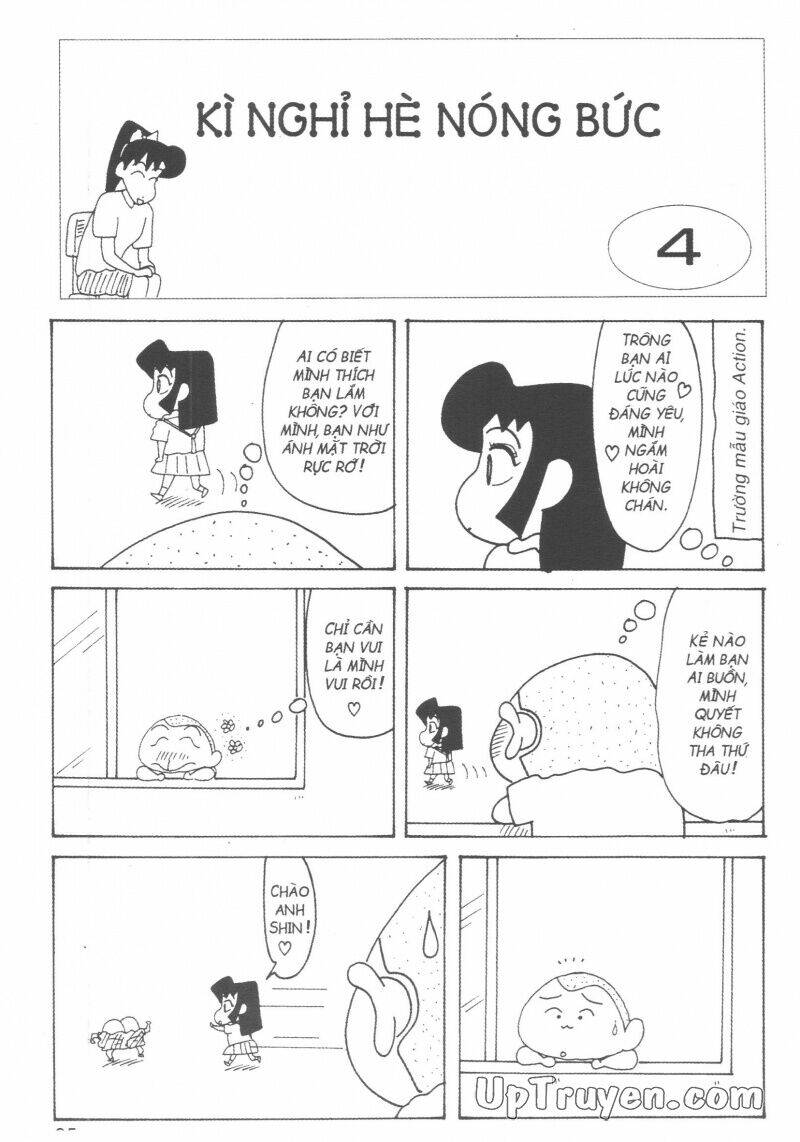 KÌ NGHỈ HÈ NÓNG BỨC
4
Trường mẫu giáo Action.
TRÔNG
BẠN AI
LÚC NÀO
CŨNG
ĐÁNG YÊU,
MÌNH
NGẮM
HOÀI
KHÔNG
CHÁN.
AI CÓ BIẾT
MÌNH THÍCH
BẠN LẮM
KHÔNG? VỚI
MÌNH, BẠN NHƯ
ÁNH MẶT TRỜI
RỰC RỠ!
KẺ NÀO
LÀM BẠN
AI BUỒN,
MÌNH
QUYẾT
KHÔNG
THA THỨ
ĐÂU!
CHỈ CẦN
BẠN VUI
LÀ MÌNH
VUI RỒI!
CHÀO
ANH
SHIN!
UpTruyen.com